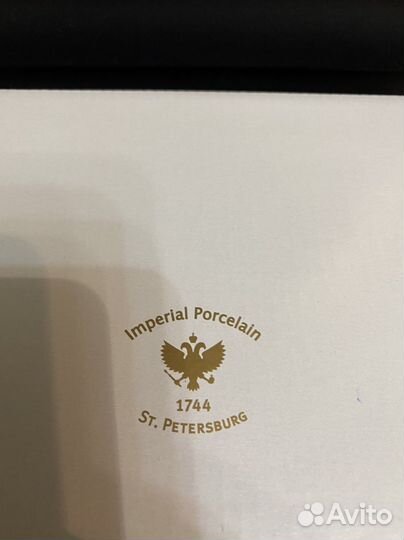 Imperial Porcelain
1744
ST. PETERSBURG
Avito